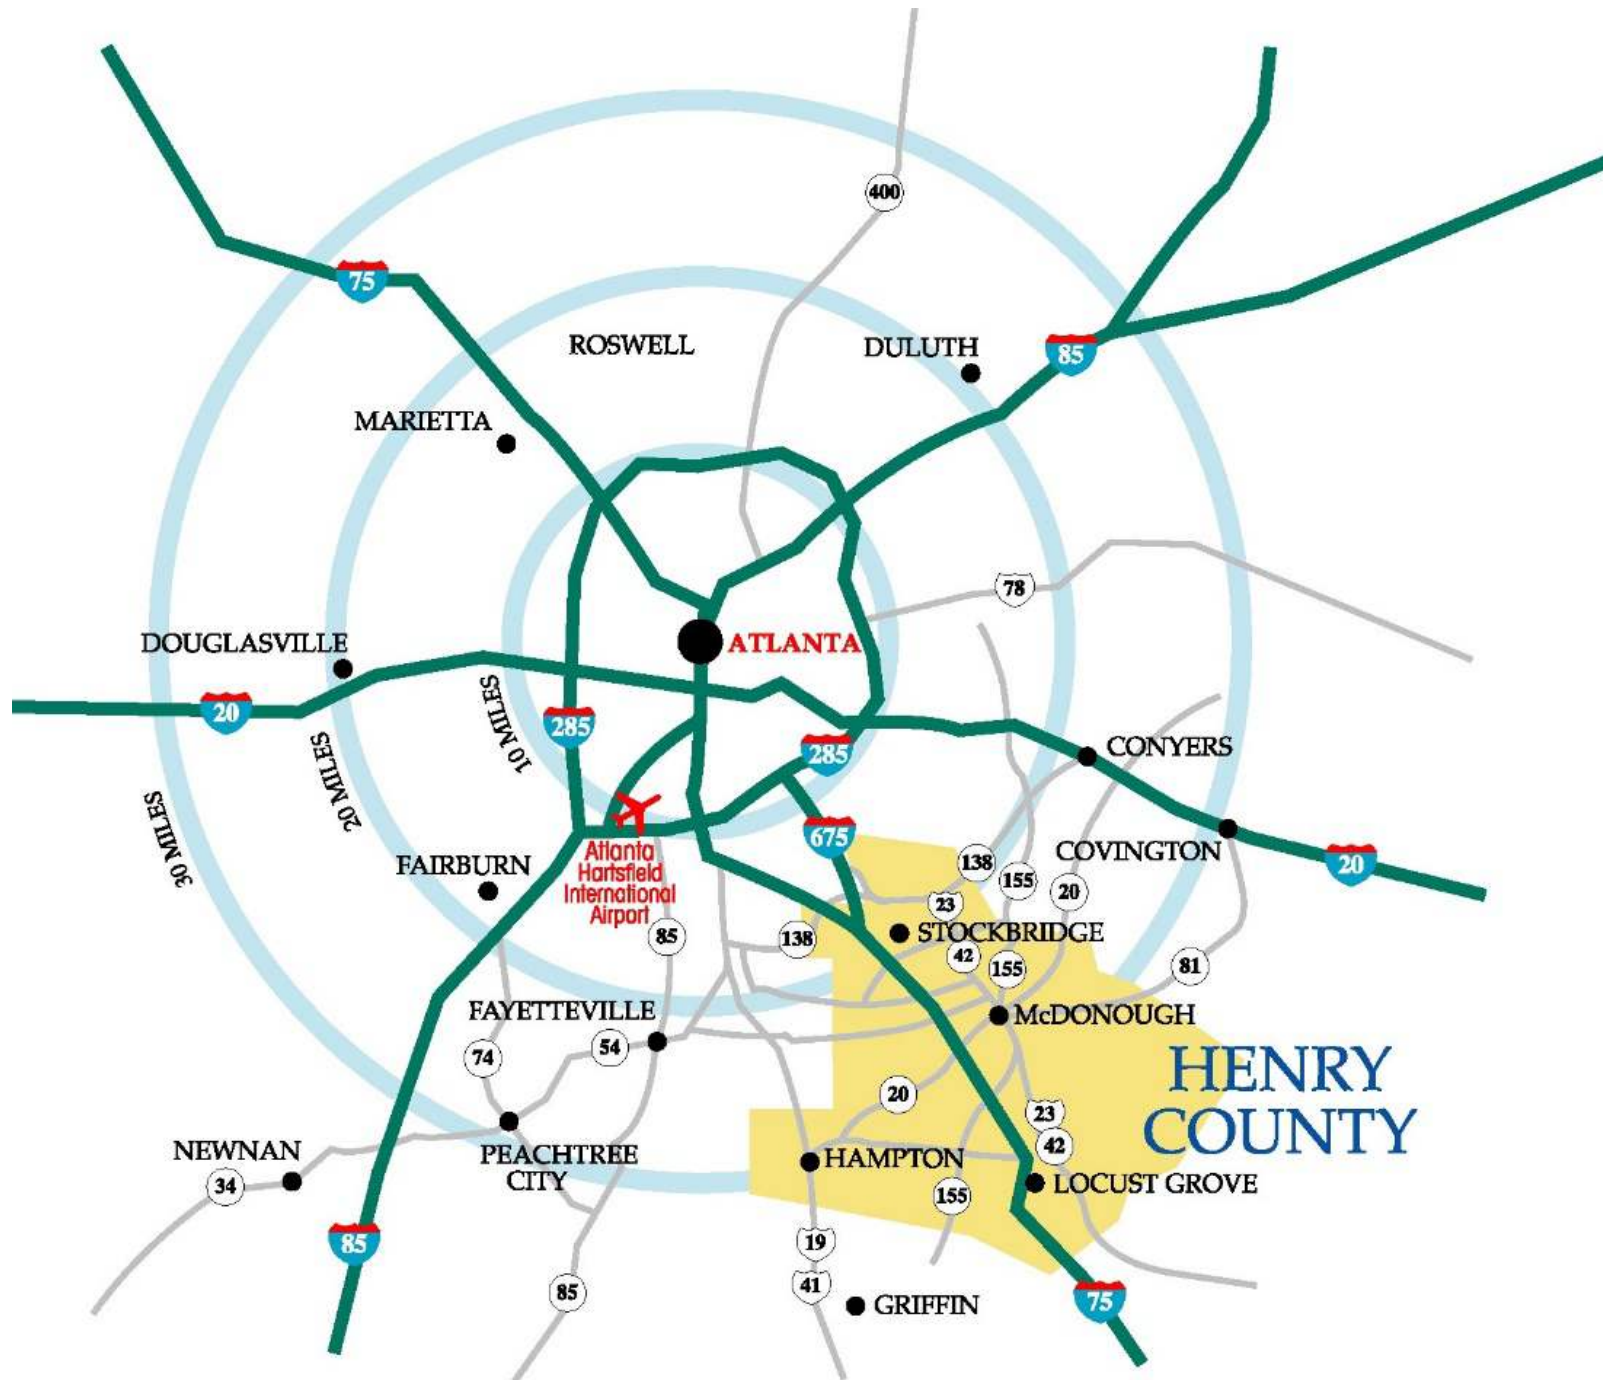 400
75
ROSWELL
DULUTH
85
MARIETTA
78
ATLANTA
DOUGLASVILLE
10 MILES
20
285
20 MILES
285
CONYERS
30 MILES
675
Atlanta
Hartsfield
International
Airport
FAIRBURN
138
COVINGTON
20
155
20
23
85
138
STOCKBRIDGE
42
155
81
FAYETTEVILLE
McDONOUGH
74
54
HENRY
COUNTY
20
23
42
NEWNAN
PEACHTREE
CITY
HAMPTON
34
LOCUST GROVE
155
85
19
41
85
GRIFFIN
75